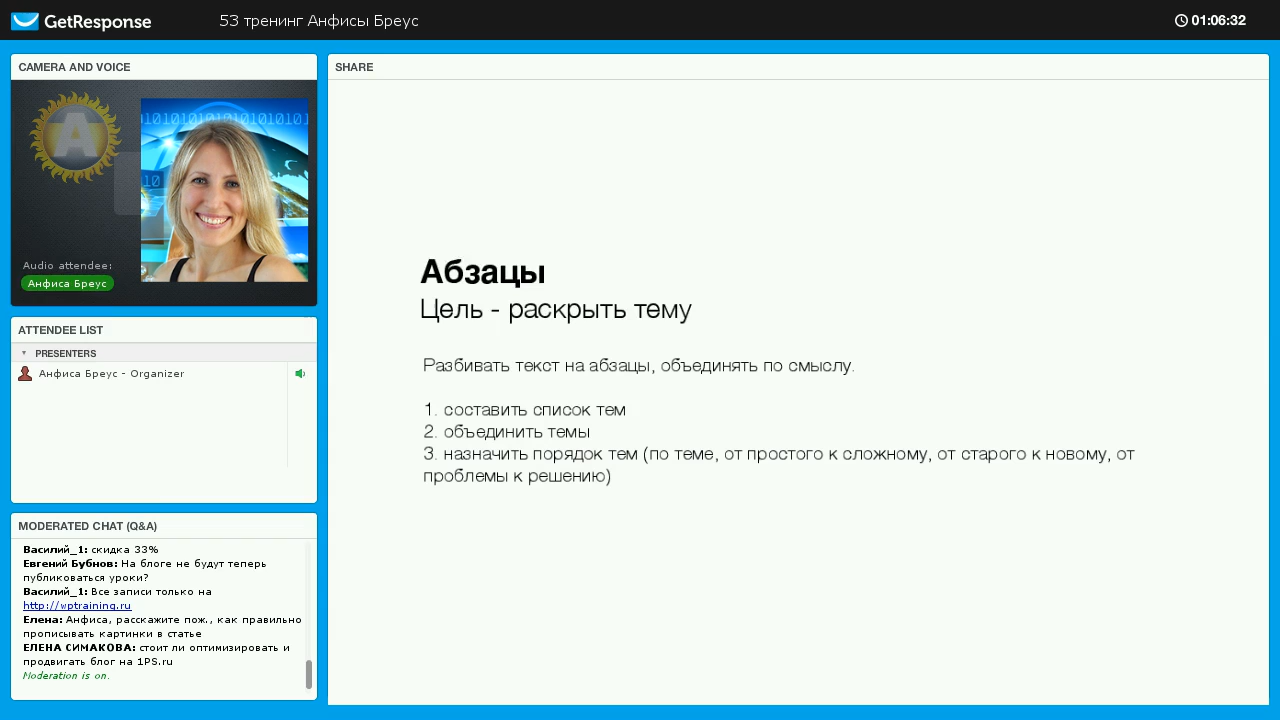 GetResponse
53 тренинг Анфисы Бреус
01:06:32
CAMERA AND VOICE
A
101010101010101
10
Audio attendee:
Анфиса Бреус
ATTENDEE LIST
PRESENTERS
Анфиса Бреус - Organizer
MODERATED CHAT (Q&A)
Василий_1: скидка 33%
Евгений Бубнов: На блоге не будут теперь
публиковаться уроки?
Василий_1: Все записи только на
http://wptraining.ru
Елена: Анфиса, расскажите пож., как правильно
прописывать картинки в статье
ЕЛЕНА СИМАКОВА: стоит ли оптимизировать и
продвигать блог на 1PS.ru
Moderation is on.
SHARE
Абзацы
Цель - раскрыть тему
Разбивать текст на абзацы, объединять по смыслу.
1. составить список тем
2. объединить темы
3. назначить порядок тем (по теме, от простого к сложному, от старого к новому, от
проблемы к решению)